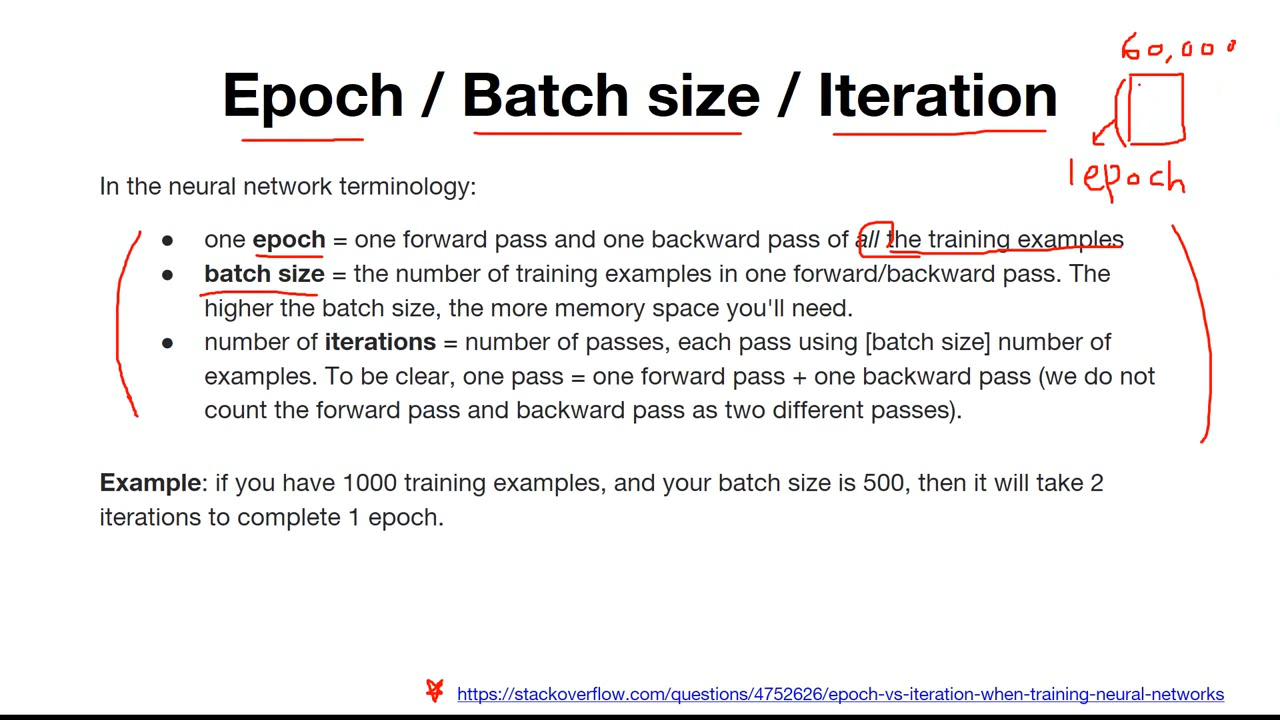 60,000
Epoch / Batch size / Iteration
1 epoch
In the neural network terminology:
● one epoch = one forward pass and one backward pass of all the training examples
● batch size = the number of training examples in one forward/backward pass. The
higher the batch size, the more memory space you'll need.
● number of iterations = number of passes, each pass using [batch size] number of
examples. To be clear, one pass = one forward pass + one backward pass (we do not
count the forward pass and backward pass as two different passes).
Example: if you have 1000 training examples, and your batch size is 500, then it will take 2
iterations to complete 1 epoch.
https://stackoverflow.com/questions/4752626/epoch-vs-iteration-when-training-neural-networks